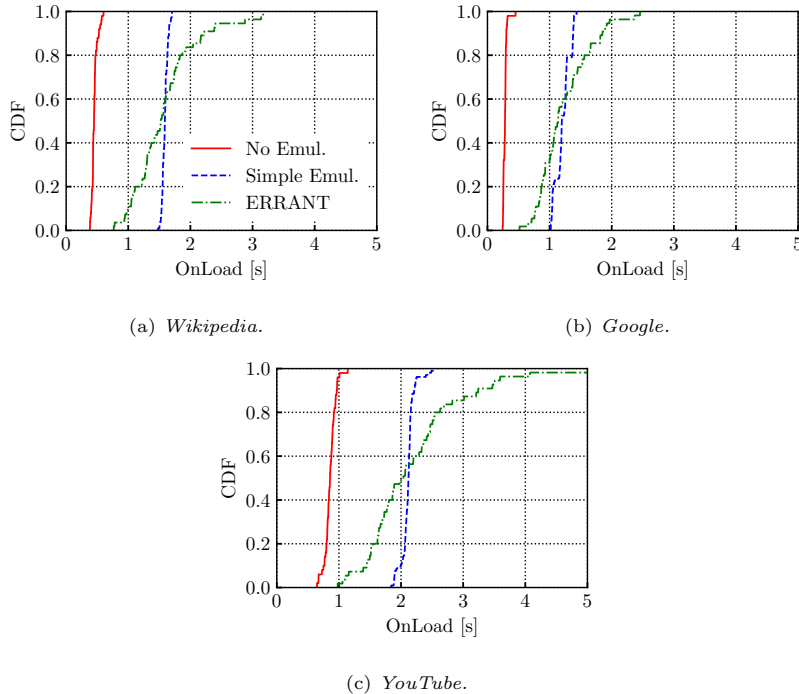 1.0
0.8
0.6
0.4
0.2
0.0
CDF
No Emul.
Simple Emul.
ERRANT
0 1 2 3 4 5
OnLoad [s]
(a) Wikipedia.
1.0
0.8
0.6
0.4
0.2
0.0
CDF
0 1 2 3 4 5
OnLoad [s]
(b) Google.
1.0
0.8
0.6
0.4
0.2
0.0
CDF
0 1 2 3 4 5
OnLoad [s]
(c) YouTube.